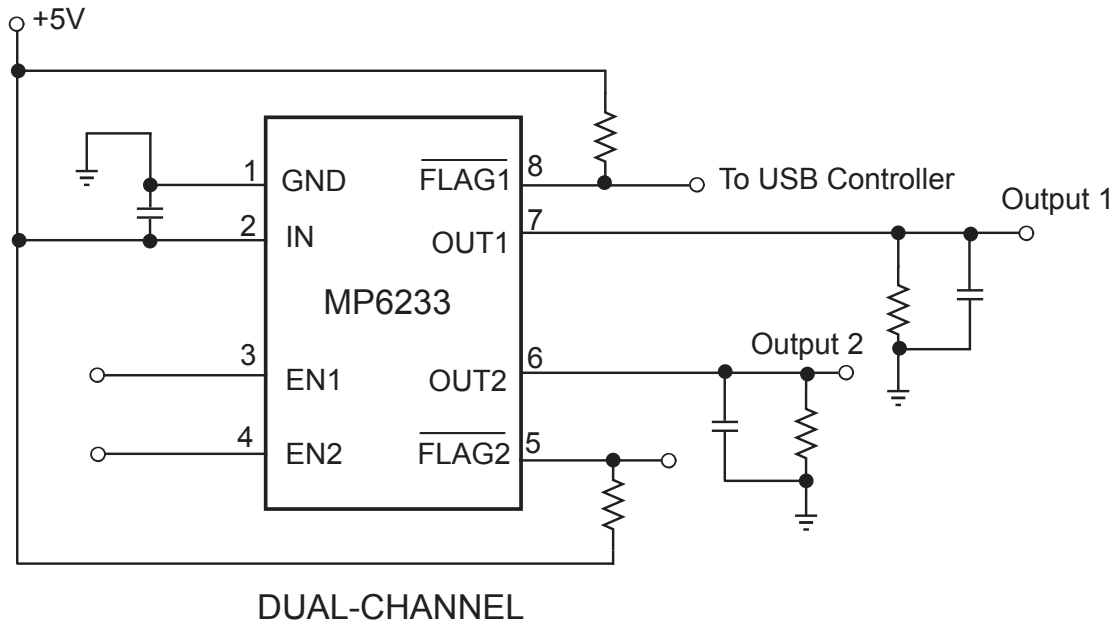 +5V
1
GND
FLAG1
8
To USB Controller
Output 1
2
IN
OUT1
7
MP6233
Output 2
3
EN1
OUT2
6
4
EN2
FLAG2
5
DUAL-CHANNEL